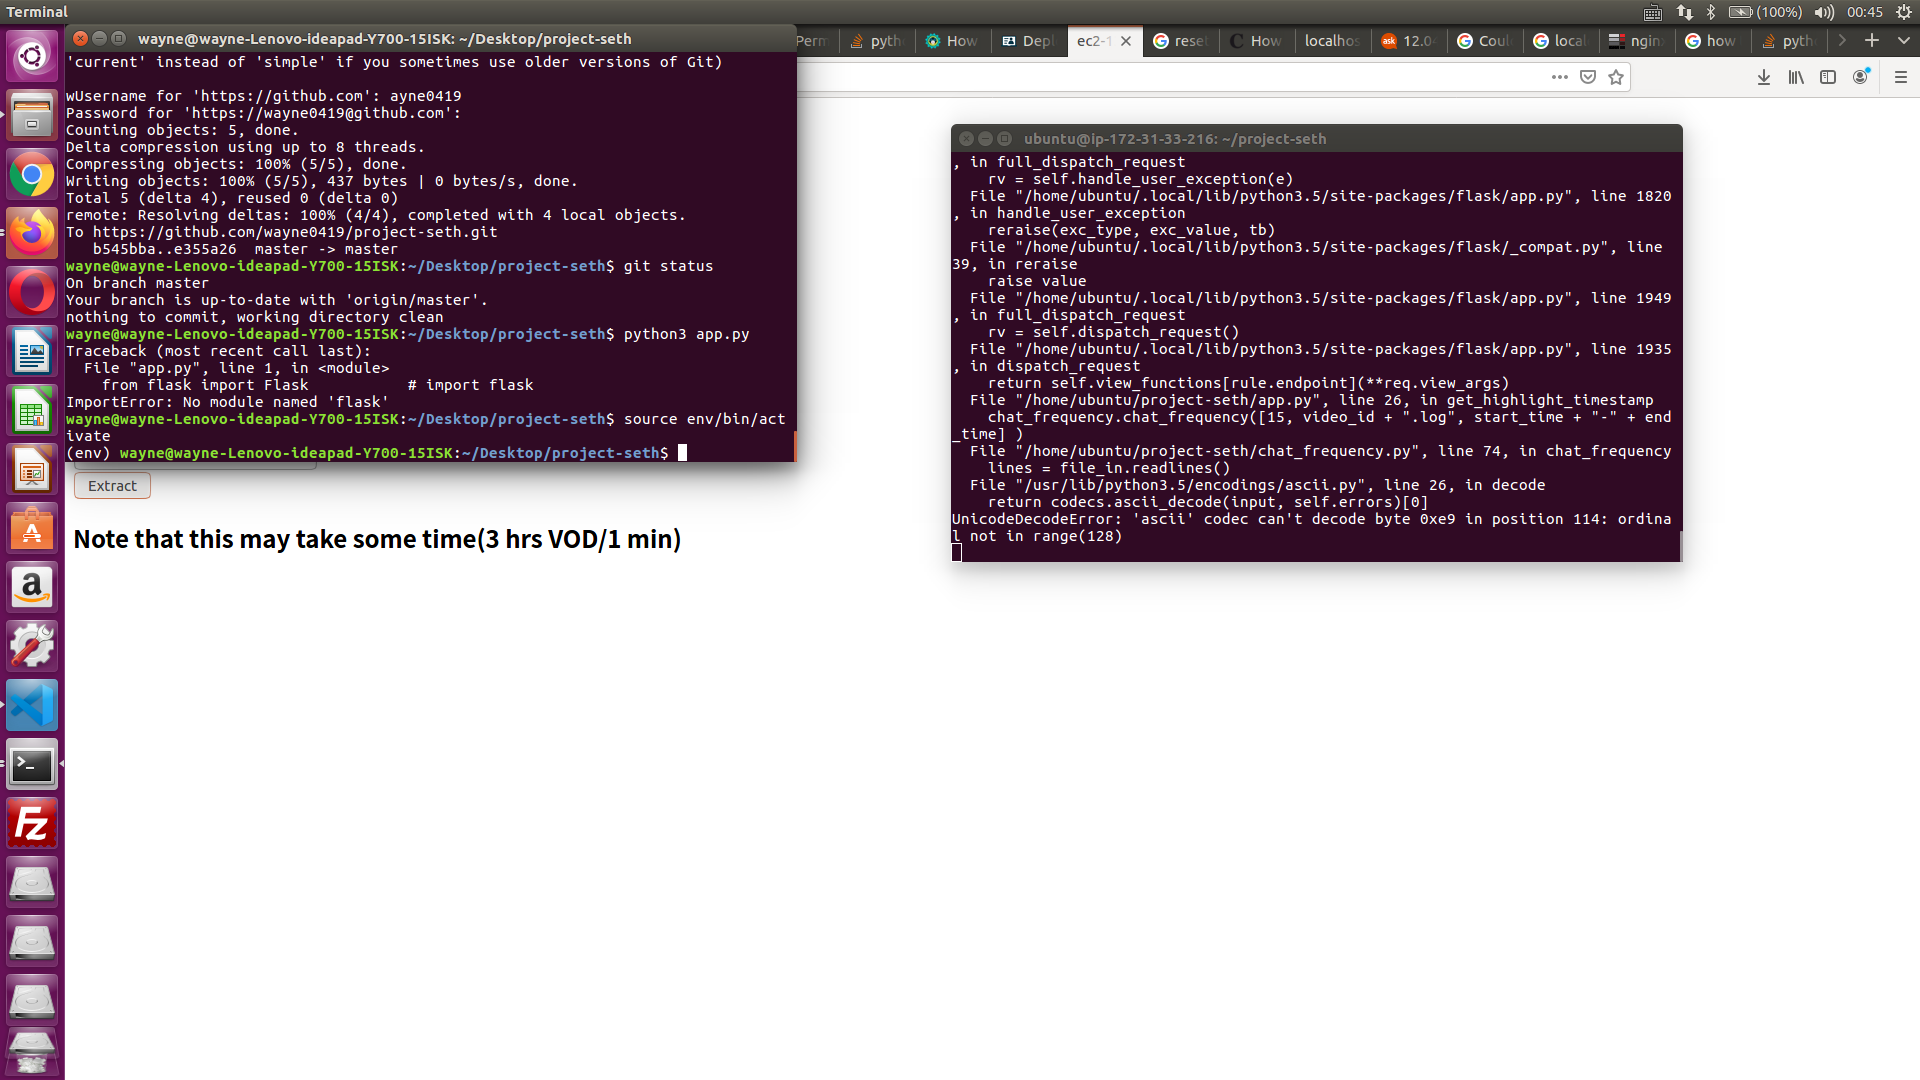 Terminal
(100%)
00:45
wayne@wayne-Lenovo-ideapad-Y700-15ISK: ~/Desktop/project-seth
'current' instead of 'simple' if you sometimes use older versions of Git)
wUsername for 'https://github.com': ayne0419
Password for 'https://wayne0419@github.com':
Counting objects: 5, done.
Delta compression using up to 8 threads.
Compressing objects: 100% (5/5), done.
Writing objects: 100% (5/5), 437 bytes | 0 bytes/s, done.
Total 5 (delta 4), reused 0 (delta 0)
remote: Resolving deltas: 100% (4/4), completed with 4 local objects.
To https://github.com/wayne0419/project-seth.git
b545bba..e355a26  master -> master
wayne@wayne-Lenovo-ideapad-Y700-15ISK:~/Desktop/project-seth$ git status
On branch master
Your branch is up-to-date with 'origin/master'.
nothing to commit, working directory clean
wayne@wayne-Lenovo-ideapad-Y700-15ISK:~/Desktop/project-seth$ python3 app.py
Traceback (most recent call last):
File "app.py", line 1, in <module>
from flask import Flask           # import flask
ImportError: No module named 'flask'
wayne@wayne-Lenovo-ideapad-Y700-15ISK:~/Desktop/project-seth$ source env/bin/act
ivate
(env) wayne@wayne-Lenovo-ideapad-Y700-15ISK:~/Desktop/project-seth$
Perm
pyth
How
Depl
ec2-1
rese
How
localhos
12.0
Coul
local
ngin
how
pyth
Extract
Note that this may take some time(3 hrs VOD/1 min)
ubuntu@ip-172-31-33-216: ~/project-seth
, in full_dispatch_request
rv = self.handle_user_exception(e)
File "/home/ubuntu/.local/lib/python3.5/site-packages/flask/app.py", line 1820
, in handle_user_exception
reraise(exc_type, exc_value, tb)
File "/home/ubuntu/.local/lib/python3.5/site-packages/flask/_compat.py", line
39, in reraise
raise value
File "/home/ubuntu/.local/lib/python3.5/site-packages/flask/app.py", line 1949
, in full_dispatch_request
rv = self.dispatch_request()
File "/home/ubuntu/.local/lib/python3.5/site-packages/flask/app.py", line 1935
, in dispatch_request
return self.view_functions[rule.endpoint](**req.view_args)
File "/home/ubuntu/project-seth/app.py", line 26, in get_highlight_timestamp
chat_frequency.chat_frequency([15, video_id + ".log", start_time + "-" + end
_time] )
File "/home/ubuntu/project-seth/chat_frequency.py", line 74, in chat_frequency
lines = file_in.readlines()
File "/usr/lib/python3.5/encodings/ascii.py", line 26, in decode
return codecs.ascii_decode(input, self.errors)[0]
UnicodeDecodeError: 'ascii' codec can't decode byte 0xe9 in position 114: ordina
l not in range(128)